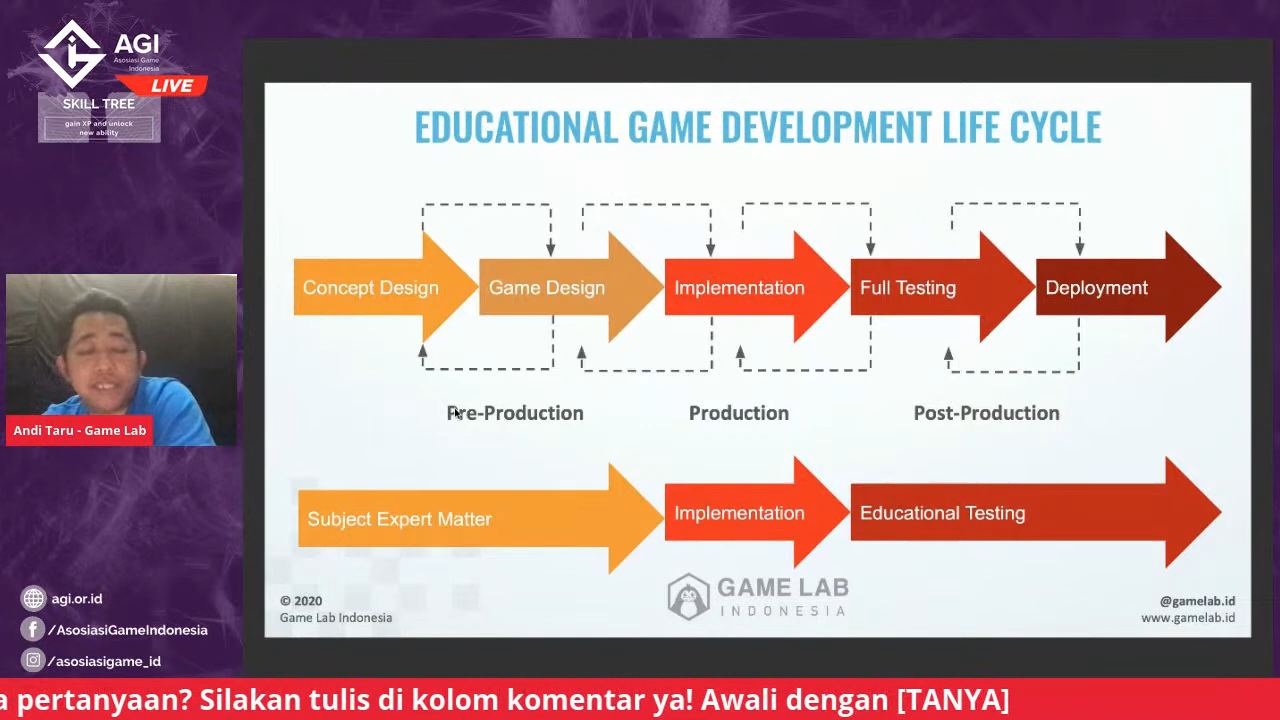 AGI
Asosiasi Game
Indonesia
LIVE
SKILL TREE
gain XP and unlock
new ability
EDUCATIONAL GAME DEVELOPMENT LIFE CYCLE
Concept Design
Game Design
Implementation
Full Testing
Deployment
Pre-Production
Production
Post-Production
Subject Expert Matter
Implementation
Educational Testing
Andi Taru - Game Lab
GAME LAB
INDONESIA
© 2020
Game Lab Indonesia
@gamelab.id
www.gamelab.id
agi.or.id
/AsosiasiGameIndonesia
/asosiasigame_id
a pertanyaan? Silakan tulis di kolom komentar ya! Awali dengan [TANYA]